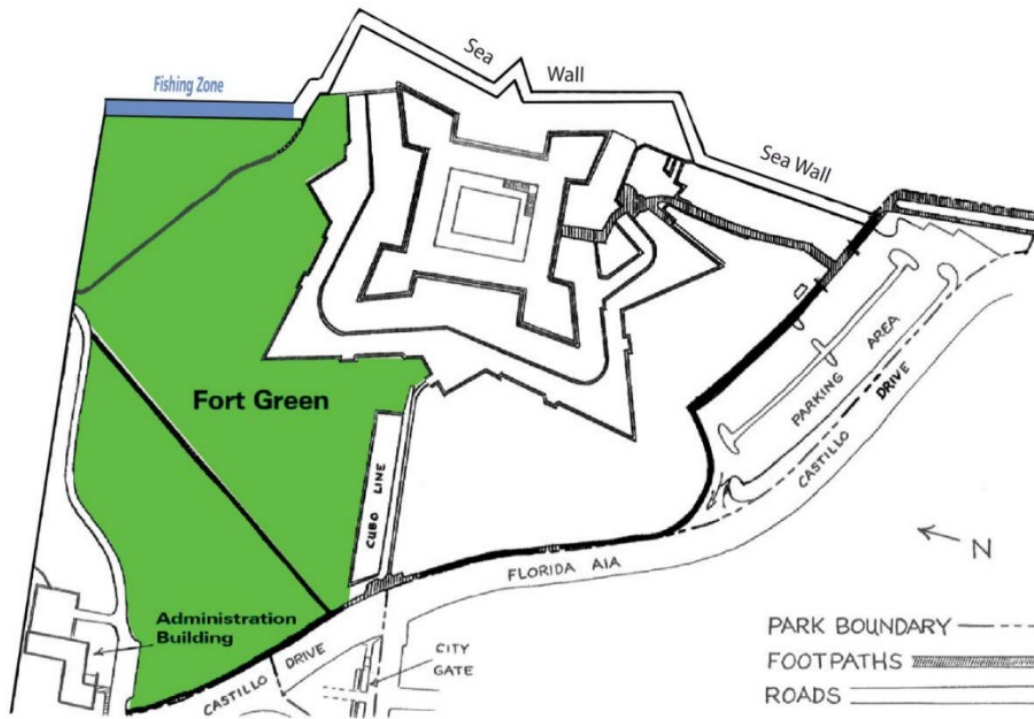 Sea
Wall
Fishing Zone
Sea Wall
Fort Green
CUBO LINE
PARKING AREA
CASTILLO DRIVE
N
FLORIDA A1A
Administration
Building
CASTILLO DRIVE
CITY
GATE
PARK BOUNDARY
FOOTPATHS
ROADS